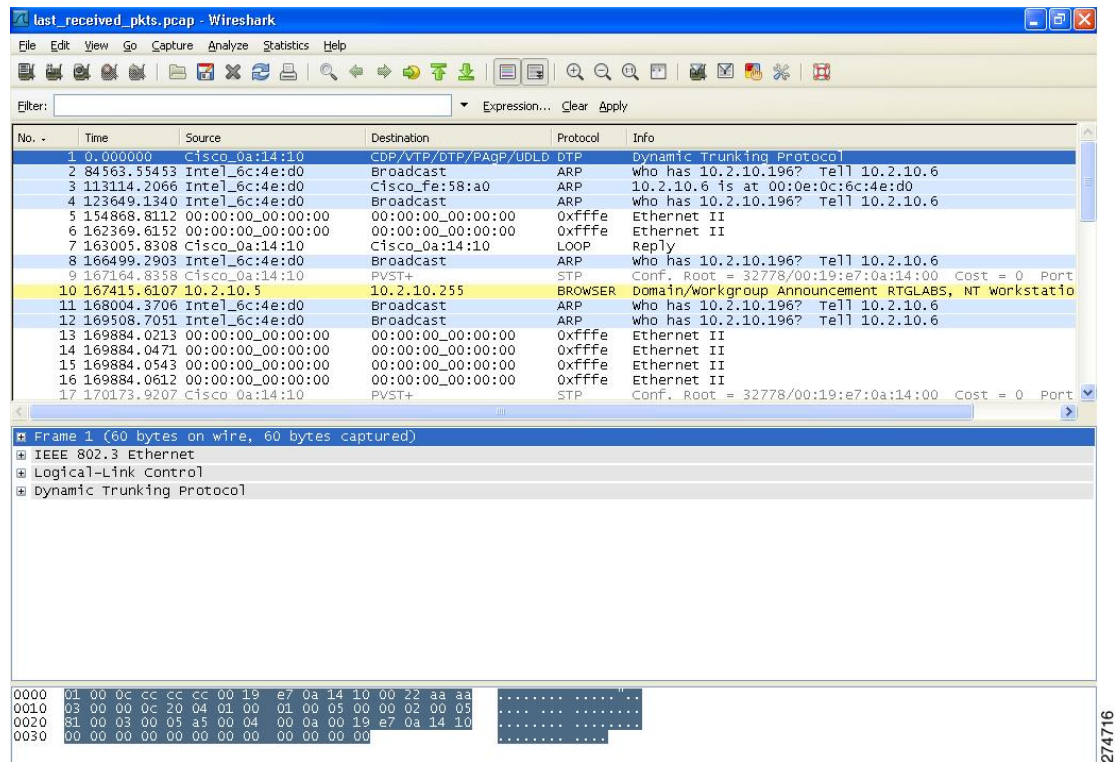 last_received_pkts.pcap - Wireshark
File Edit View Go Capture Analyze Statistics Help
Filter: Expression... Clear Apply
No. - Time Source Destination Protocol Info
1 0.000000 Cisco_0a:14:10 CDP/VTP/DTP/PAgP/UDLD DTP Dynamic Trunking Protocol
2 84563.55453 Intel_6c:4e:d0 Broadcast ARP who has 10.2.10.196? Tell 10.2.10.6
3 113114.2066 Intel_6c:4e:d0 Cisco_fe:58:a0 ARP 10.2.10.6 is at 00:0e:0c:6c:4e:d0
4 123649.1340 Intel_6c:4e:d0 Broadcast ARP who has 10.2.10.196? Tell 10.2.10.6
5 154868.8112 00:00:00_00:00:00 00:00:00_00:00:00 0xfffe Ethernet II
6 162369.6152 00:00:00_00:00:00 00:00:00_00:00:00 0xfffe Ethernet II
7 163005.8308 Cisco_0a:14:10 Cisco_0a:14:10 LOOP Reply
8 166499.2903 Intel_6c:4e:d0 Broadcast ARP who has 10.2.10.196? Tell 10.2.10.6
9 167164.8358 Cisco_0a:14:10 PVST+ STP Conf. Root = 32778/00:19:e7:0a:14:00 Cost = 0 Port
10 167415.6107 10.2.10.5 10.2.10.255 BROWSER Domain/Workgroup Announcement RTGLABS, NT Workstatio
11 168004.3706 Intel_6c:4e:d0 Broadcast ARP who has 10.2.10.196? Tell 10.2.10.6
12 169508.7051 Intel_6c:4e:d0 Broadcast ARP who has 10.2.10.196? Tell 10.2.10.6
13 169884.0213 00:00:00_00:00:00 00:00:00_00:00:00 0xfffe Ethernet II
14 169884.0471 00:00:00_00:00:00 00:00:00_00:00:00 0xfffe Ethernet II
15 169884.0543 00:00:00_00:00:00 00:00:00_00:00:00 0xfffe Ethernet II
16 169884.0612 00:00:00_00:00:00 00:00:00_00:00:00 0xfffe Ethernet II
17 170173.9207 Cisco_0a:14:10 PVST+ STP Conf. Root = 32778/00:19:e7:0a:14:00 Cost = 0 Port
Frame 1 (60 bytes on wire, 60 bytes captured)
IEEE 802.3 Ethernet
Logical-Link Control
Dynamic Trunking Protocol
0000 01 00 0c cc cc cc 00 19 e7 0a 14 10 00 22 aa aa ........ ....."..
0010 03 00 00 0c 20 04 01 00 01 00 05 00 00 02 00 05 .... ... ........
0020 81 00 03 00 05 a5 00 04 00 0a 00 19 e7 0a 14 10 ........ ........
0030 00 00 00 00 00 00 00 00 00 00 00 00 ........ ....
274716